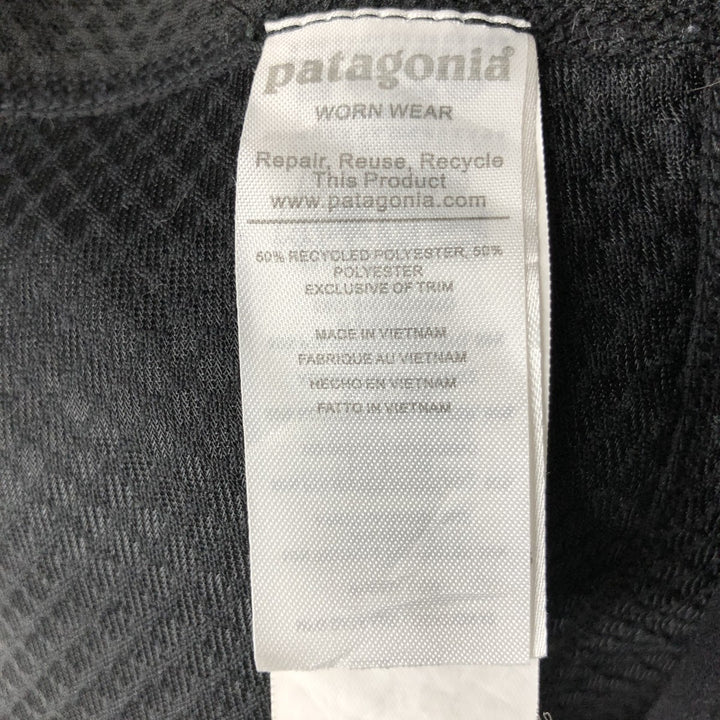 patagonia®
WORN WEAR
Repair, Reuse, Recycle
This Product
www.patagonia.com
50% RECYCLED POLYESTER, 50%
POLYESTER
EXCLUSIVE OF TRIM
MADE IN VIETNAM
FABRIQUE AU VIETNAM
HECHO EN VIETNAM
FATTO IN VIETNAM